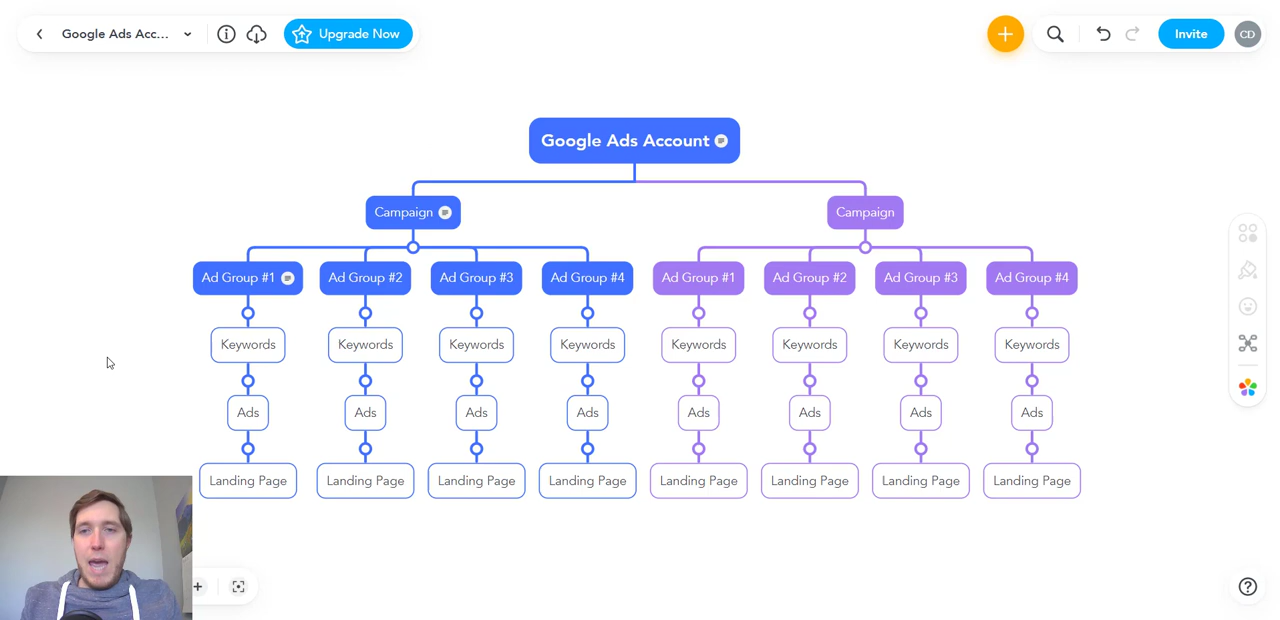 Google Ads Acc...
Upgrade Now
Invite
CD
Google Ads Account
Campaign
Campaign
Ad Group #1
Ad Group #2
Ad Group #3
Ad Group #4
Ad Group #1
Ad Group #2
Ad Group #3
Ad Group #4
Keywords
Keywords
Keywords
Keywords
Keywords
Keywords
Keywords
Keywords
Ads
Ads
Ads
Ads
Ads
Ads
Ads
Ads
Landing Page
Landing Page
Landing Page
Landing Page
Landing Page
Landing Page
Landing Page
Landing Page